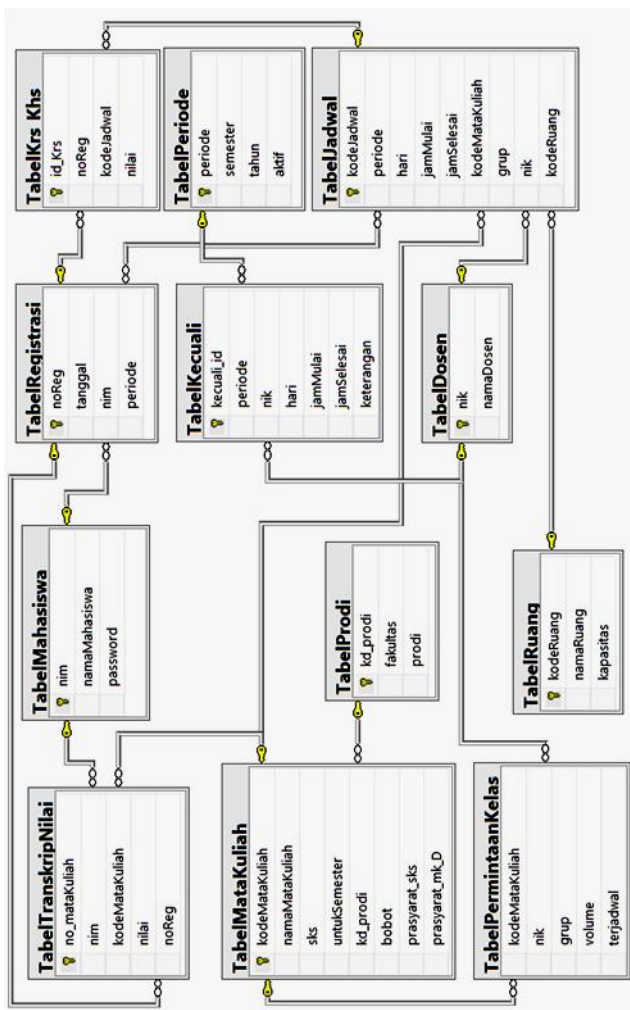 TabelTranskripNilai
no_mataKuliah
nim
kodeMataKuliah
nilai
noReg
TabelMahasiswa
nim
namaMahasiswa
password
TabelRegistrasi
noReg
tanggal
nim
periode
TabelKrs_Khs
id_Krs
noReg
kodeJadwal
nilai
TabelMataKuliah
kodeMataKuliah
namaMataKuliah
sks
untukSemester
kd_prodi
bobot
prasyarat_sks
prasyarat_mk_D
TabelProdi
kd_prodi
fakultas
prodi
TabelKecuali
kecuali_id
periode
nik
hari
jamMulai
jamSelesai
keterangan
TabelPeriode
periode
semester
tahun
aktif
TabelPermintaanKelas
kodeMataKuliah
nik
grup
volume
terjadwal
TabelRuang
kodeRuang
namaRuang
kapasitas
TabelDosen
nik
namaDosen
TabelJadwal
kodeJadwal
periode
hari
jamMulai
jamSelesai
kodeMataKuliah
grup
nik
kodeRuang